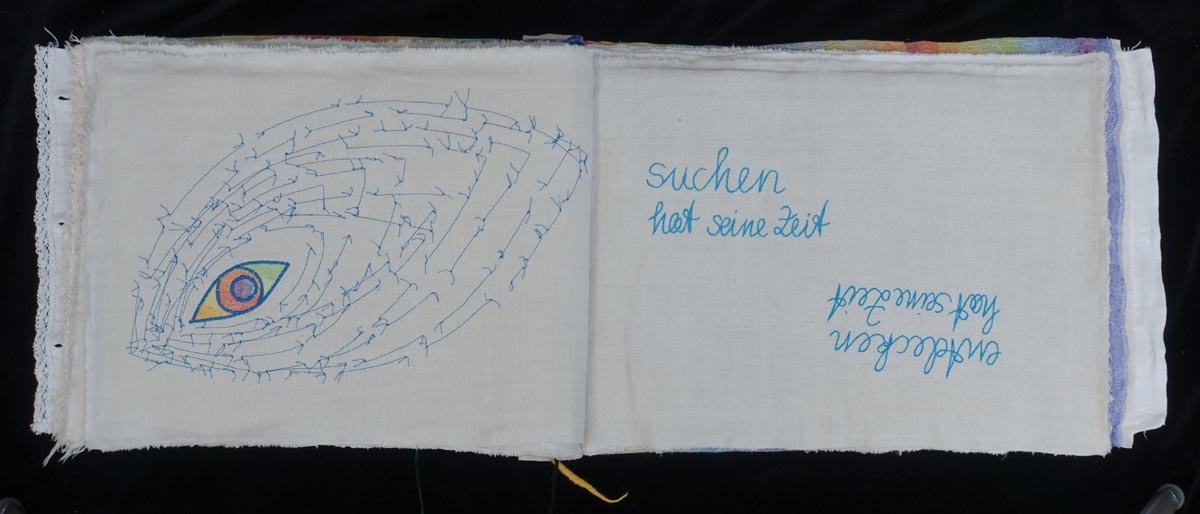 suchen
hat seine Zeit
entdecken
hat seine Zeit